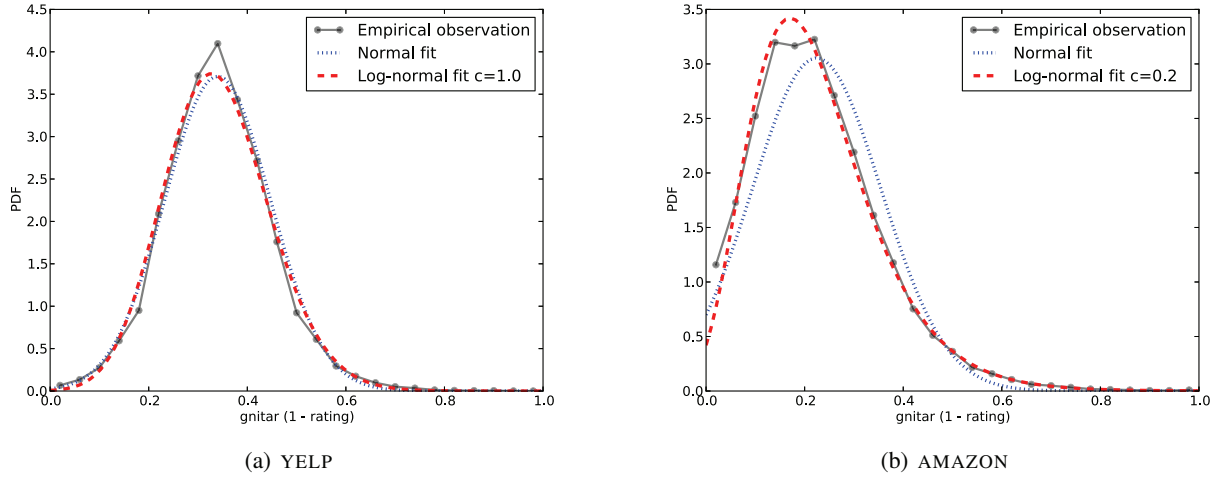 4.5
4.0
3.5
3.0
2.5
2.0
1.5
1.0
0.5
0.0
PDF
0.0 0.2 0.4 0.6 0.8 1.0
gnitar (1 - rating)
Empirical observation
Normal fit
Log-normal fit c=1.0
(a) YELP
3.5
3.0
2.5
2.0
1.5
1.0
0.5
0.0
PDF
0.0 0.2 0.4 0.6 0.8 1.0
gnitar (1 - rating)
Empirical observation
Normal fit
Log-normal fit c=0.2
(b) AMAZON